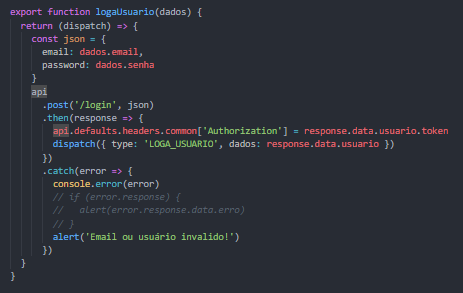 export function logaUsuario(dados) {
  return (dispatch) => {
    const json = {
      email: dados.email,
      password: dados.senha
    }
    api
      .post('/login', json)
      .then(response => {
        api.defaults.headers.common['Authorization'] = response.data.usuario.token
        dispatch({ type: 'LOGA_USUARIO', dados: response.data.usuario })
      })
      .catch(error => {
        console.error(error)
        // if (error.response) {
        //   alert(error.response.data.erro)
        // }
        alert('Email ou usuário invalido!')
      })
  }
}